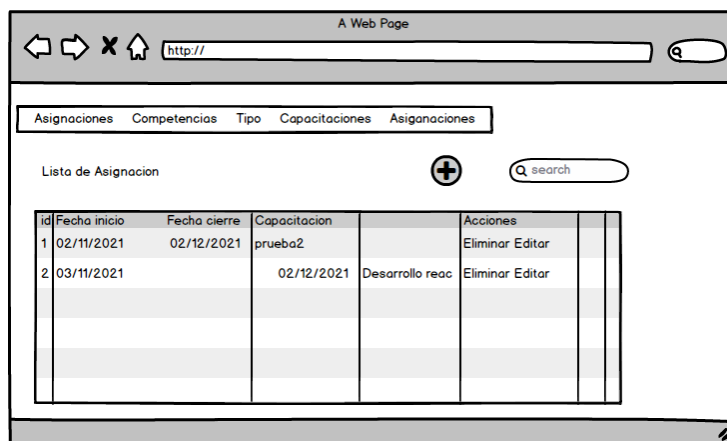 A Web Page
http://
Asignaciones Competencias Tipo Capacitaciones Asiganaciones
Lista de Asignacion
search
id Fecha inicio Fecha cierre Capacitacion Acciones
1 02/11/2021 02/12/2021 prueba2 Eliminar Editar
2 03/11/2021 02/12/2021 Desarrollo reac Eliminar Editar